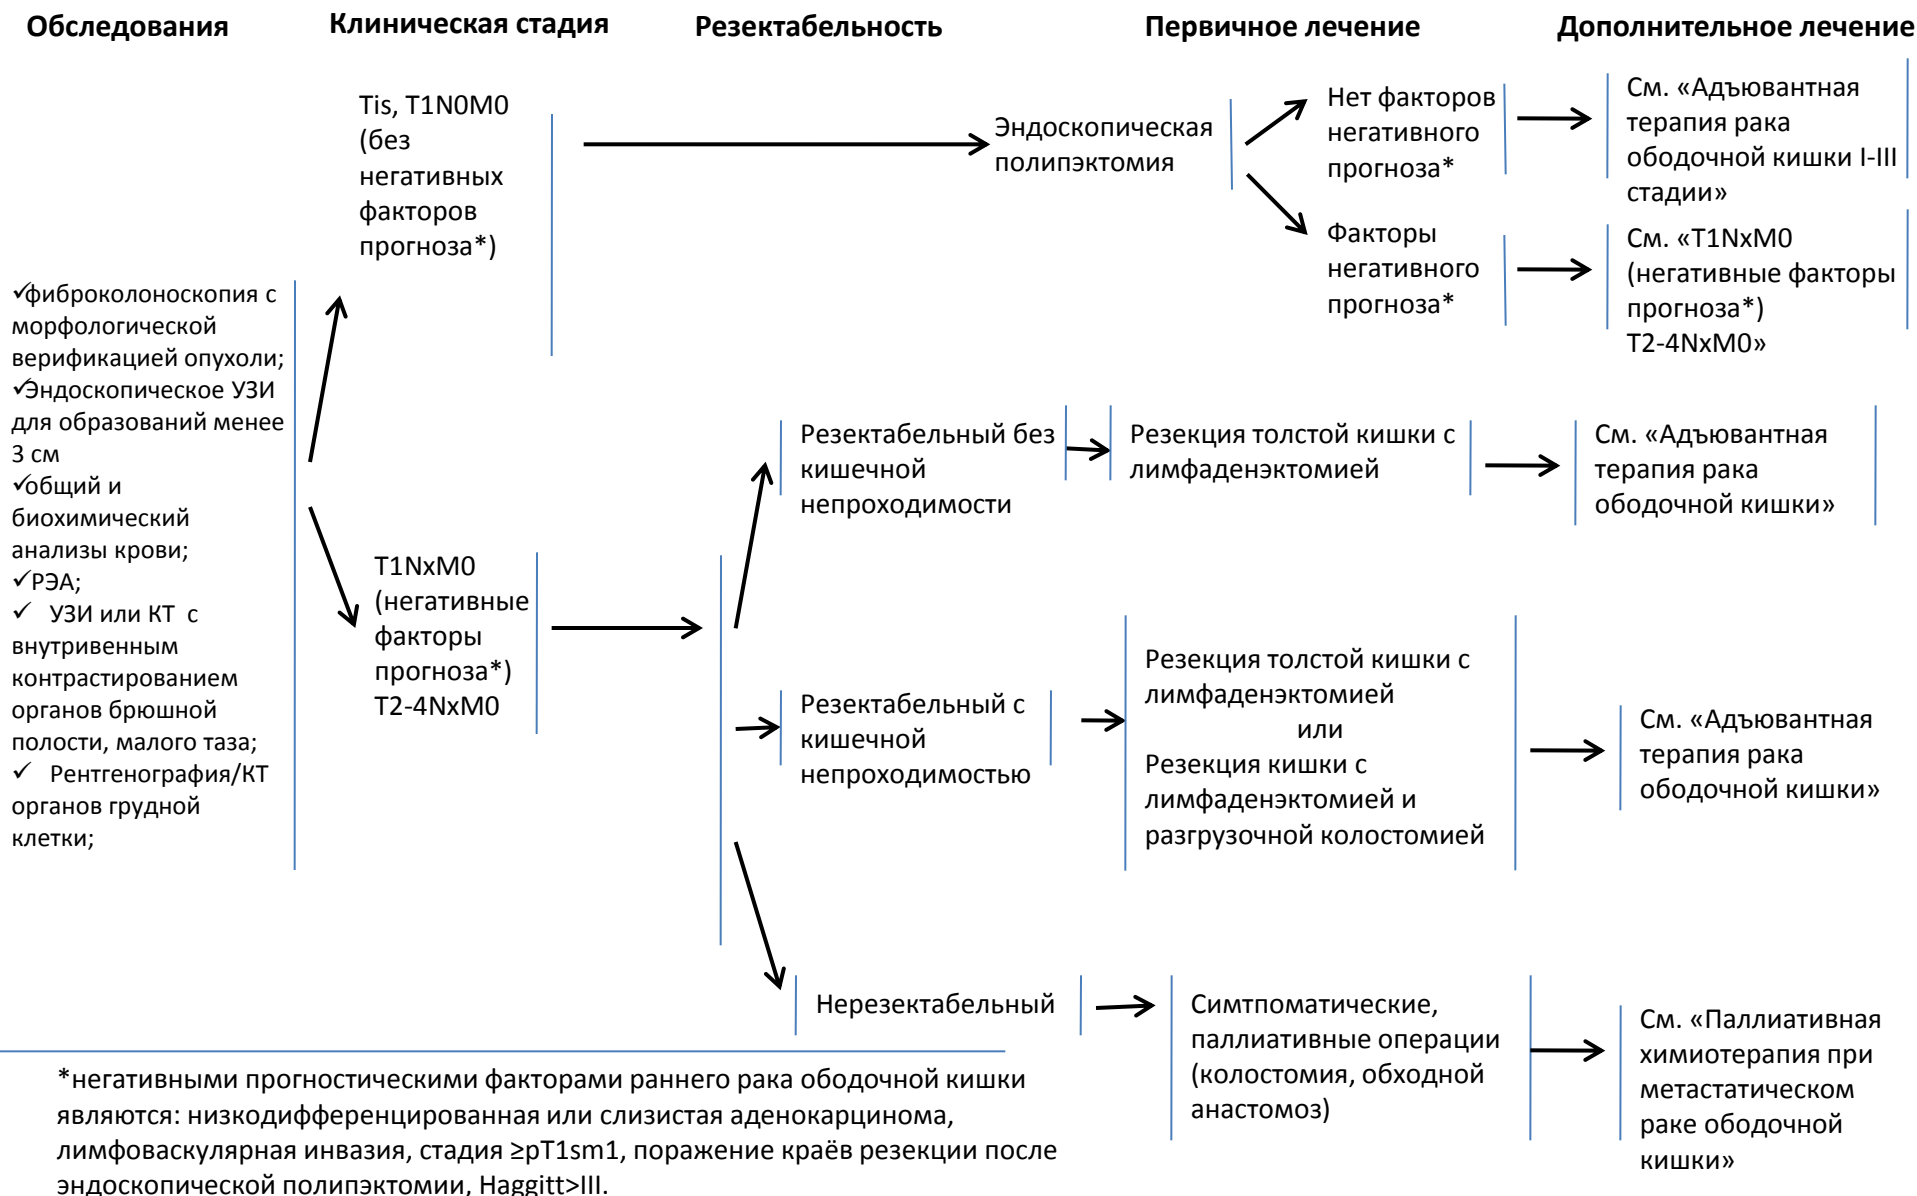 Обследования
Клиническая стадия
Резектабельность
Первичное лечение
Дополнительное лечение
✓фиброколоноскопия с
морфологической
верификацией опухоли;
✓Эндоскопическое УЗИ
для образований менее
3 см
✓общий и
биохимический
анализы крови;
✓РЭА;
✓ УЗИ или КТ с
внутривенным
контрастированием
органов брюшной
полости, малого таза;
✓ Рентгенография/КТ
органов грудной
клетки;
Tis, T1N0M0
(без
негативных
факторов
прогноза*)
Эндоскопическая
полипэктомия
Нет факторов
негативного
прогноза*
См. «Адъювантная
терапия рака
ободочной кишки I-III
стадии»
Факторы
негативного
прогноза*
См. «T1NxM0
(негативные факторы
прогноза*)
T2-4NxM0»
T1NxM0
(негативные
факторы
прогноза*)
T2-4NxM0
Резектабельный без
кишечной
непроходимости
Резекция толстой кишки с
лимфаденэктомией
См. «Адъювантная
терапия рака
ободочной кишки»
Резектабельный с
кишечной
непроходимостью
Резекция толстой кишки с
лимфаденэктомией
или
Резекция кишки с
лимфаденэктомией и
разгрузочной колостомией
См. «Адъювантная
терапия рака
ободочной кишки»
Нерезектабельный
Симтпоматические,
паллиативные операции
(колостомия, обходной
анастомоз)
См. «Паллиативная
химиотерапия при
метастатическом
раке ободочной
кишки»
*негативными прогностическими факторами раннего рака ободочной кишки
являются: низкодифференцированная или слизистая аденокарцинома,
лимфоваскулярная инвазия, стадия ≥pT1sm1, поражение краёв резекции после
эндоскопической полипэктомии, Haggitt>III.